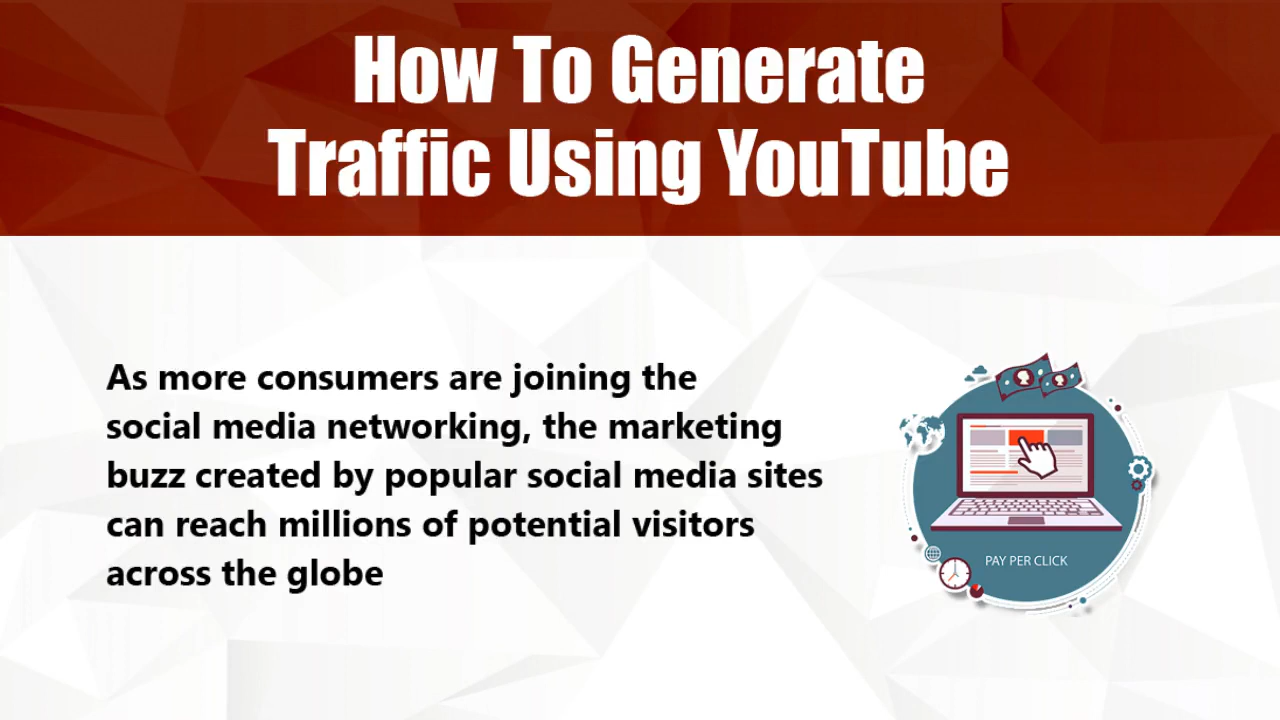 How To Generate
Traffic Using YouTube
As more consumers are joining the
social media networking, the marketing
buzz created by popular social media sites
can reach millions of potential visitors
across the globe
PAY PER CLICK